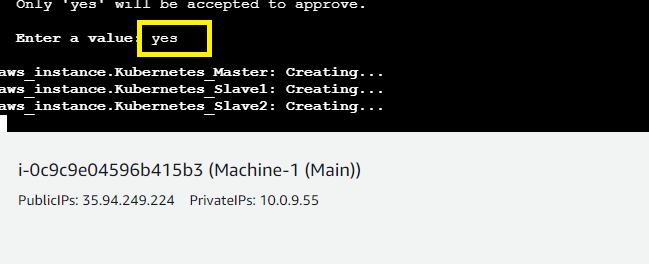 Only 'yes' will be accepted to approve.
Enter a value: yes
aws_instance.Kubernetes_Master: Creating...
aws_instance.Kubernetes_Slave1: Creating...
aws_instance.Kubernetes_Slave2: Creating...
i-0c9c9e04596b415b3 (Machine-1 (Main))
PublicIPs: 35.94.249.224 PrivateIPs: 10.0.9.55